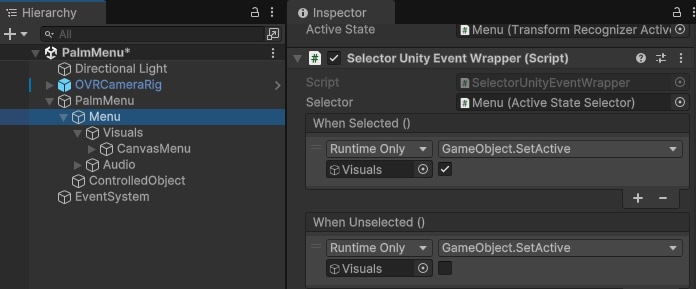 Hierarchy
All
PalmMenu*
Directional Light
OVRCameraRig
PalmMenu
Menu
Visuals
CanvasMenu
Audio
ControlledObject
EventSystem
Inspector
Active State
Menu (Transform Recognizer Active
Selector Unity Event Wrapper (Script)
Script
SelectorUnityEventWrapper
Selector
Menu (Active State Selector)
When Selected ()
Runtime Only
GameObject.SetActive
Visuals
When Unselected ()
Runtime Only
GameObject.SetActive
Visuals